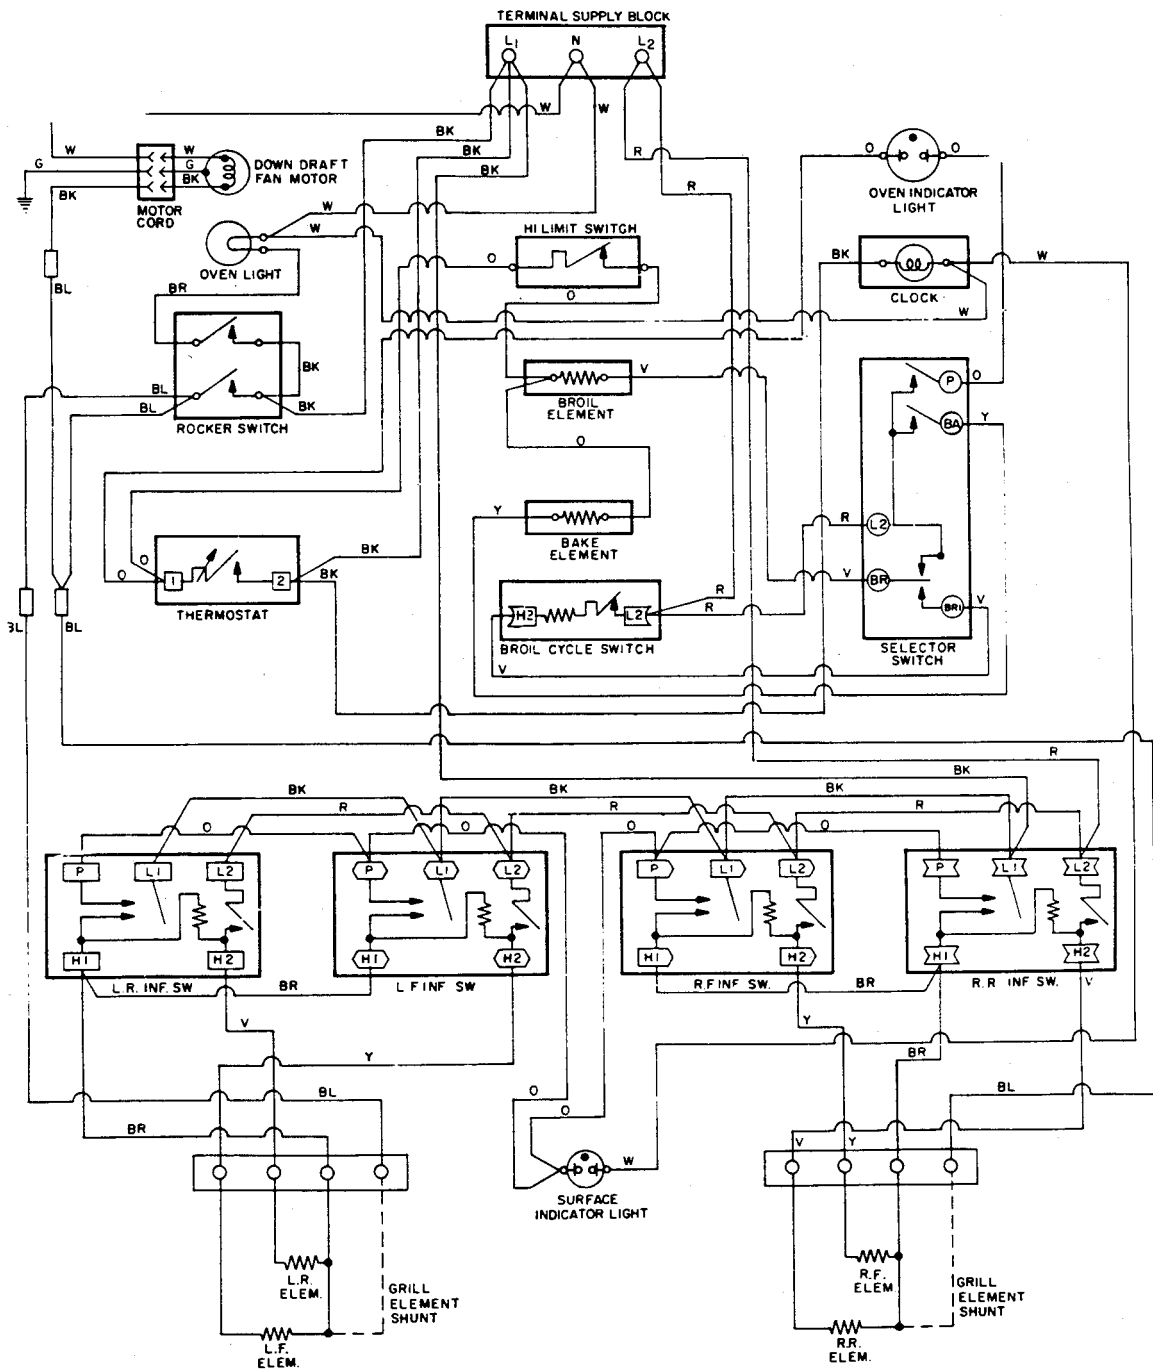 TERMINAL SUPPLY BLOCK
L1 N L2
W W
BK
BK
BK
R
R
W W
G G
BK BK
DOWN DRAFT
FAN MOTOR
MOTOR
CORD
O O
OVEN INDICATOR
LIGHT
W
W
OVEN LIGHT
HI LIMIT SWITCH
O
O
BK W
CLOCK
W
BL
BR
BK
BL
BL
BK
ROCKER SWITCH
V
BROIL
ELEMENT
O
P O
BA Y
Y
BAKE
ELEMENT
R L2
V BR
BR1 V
SELECTOR
SWITCH
O
O
1 2
BK
BK
THERMOSTAT
R
R
H2 L2
BROIL CYCLE SWITCH
V
BL
BL
R
BK
BK
R
O
O
BK
R
O
BK
R
O
P L1 L2
P L1 L2
P L1 L2
P L1 L2
H1 H2
H1 H2
H1 H2
H1 H2
L.R. INF. SW
BR
L.F INF SW
R.F INF SW.
BR
R.R INF SW.
V
V
Y
Y
BR
BL
O
O
BL
BR
V Y
W
SURFACE
INDICATOR LIGHT
L.R.
ELEM.
GRILL
ELEMENT
SHUNT
L.F.
ELEM.
R.F.
ELEM.
GRILL
ELEMENT
SHUNT
R.R.
ELEM.